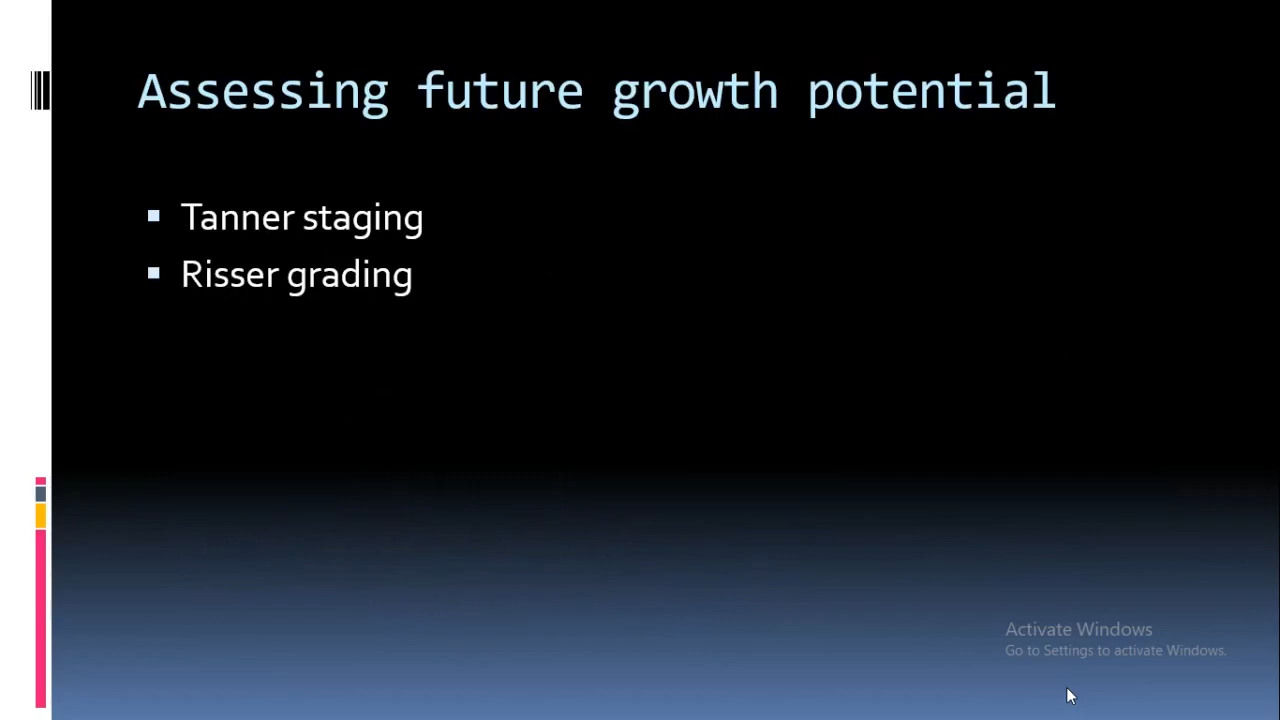 Assessing future growth potential
Tanner staging
Risser grading
Activate Windows
Go to Settings to activate Windows.